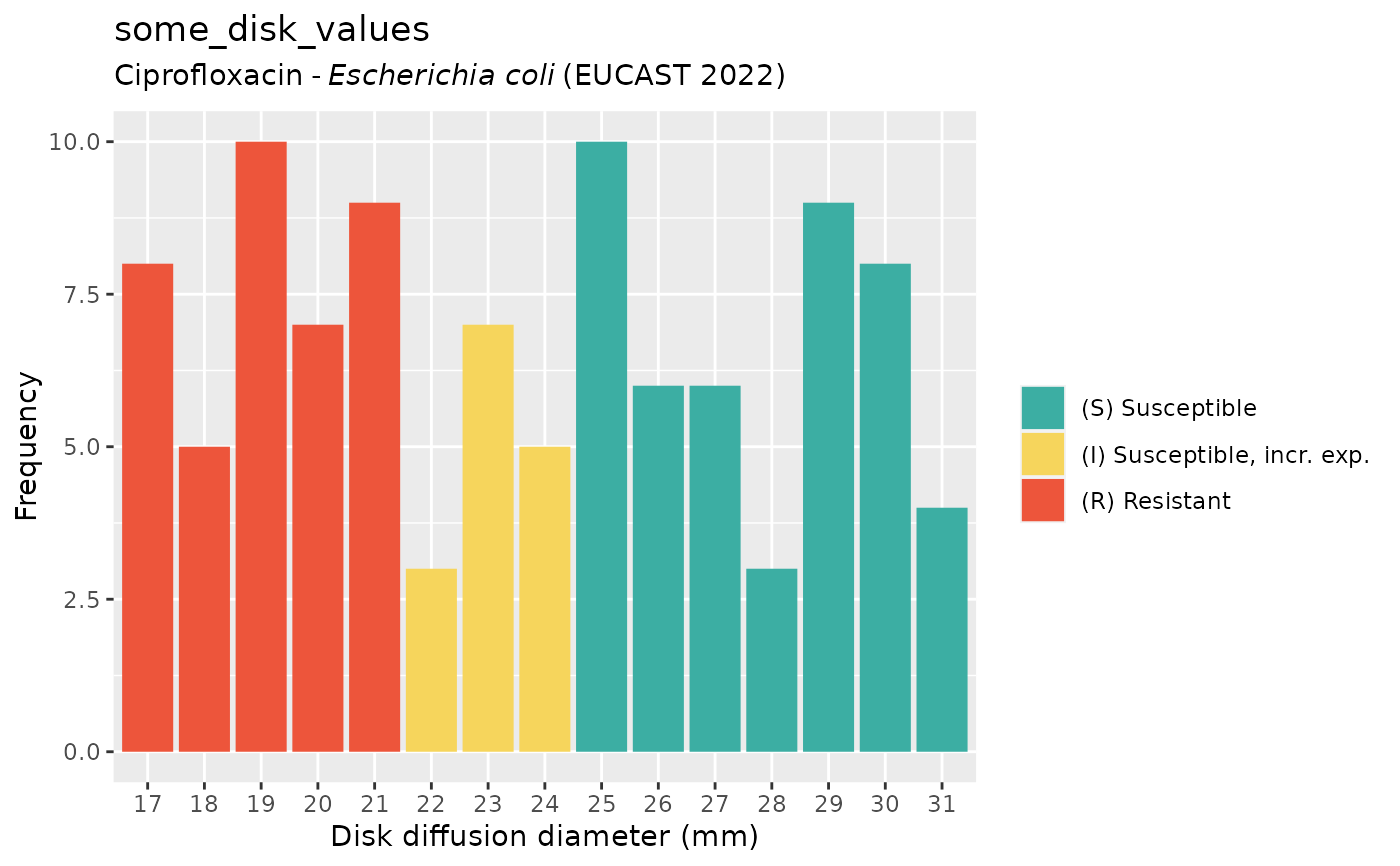 some_disk_values
Ciprofloxacin - Escherichia coli (EUCAST 2022)
Frequency
10.0
7.5
5.0
2.5
0.0
17 18 19 20 21 22 23 24 25 26 27 28 29 30 31
Disk diffusion diameter (mm)
(S) Susceptible
(I) Susceptible, incr. exp.
(R) Resistant